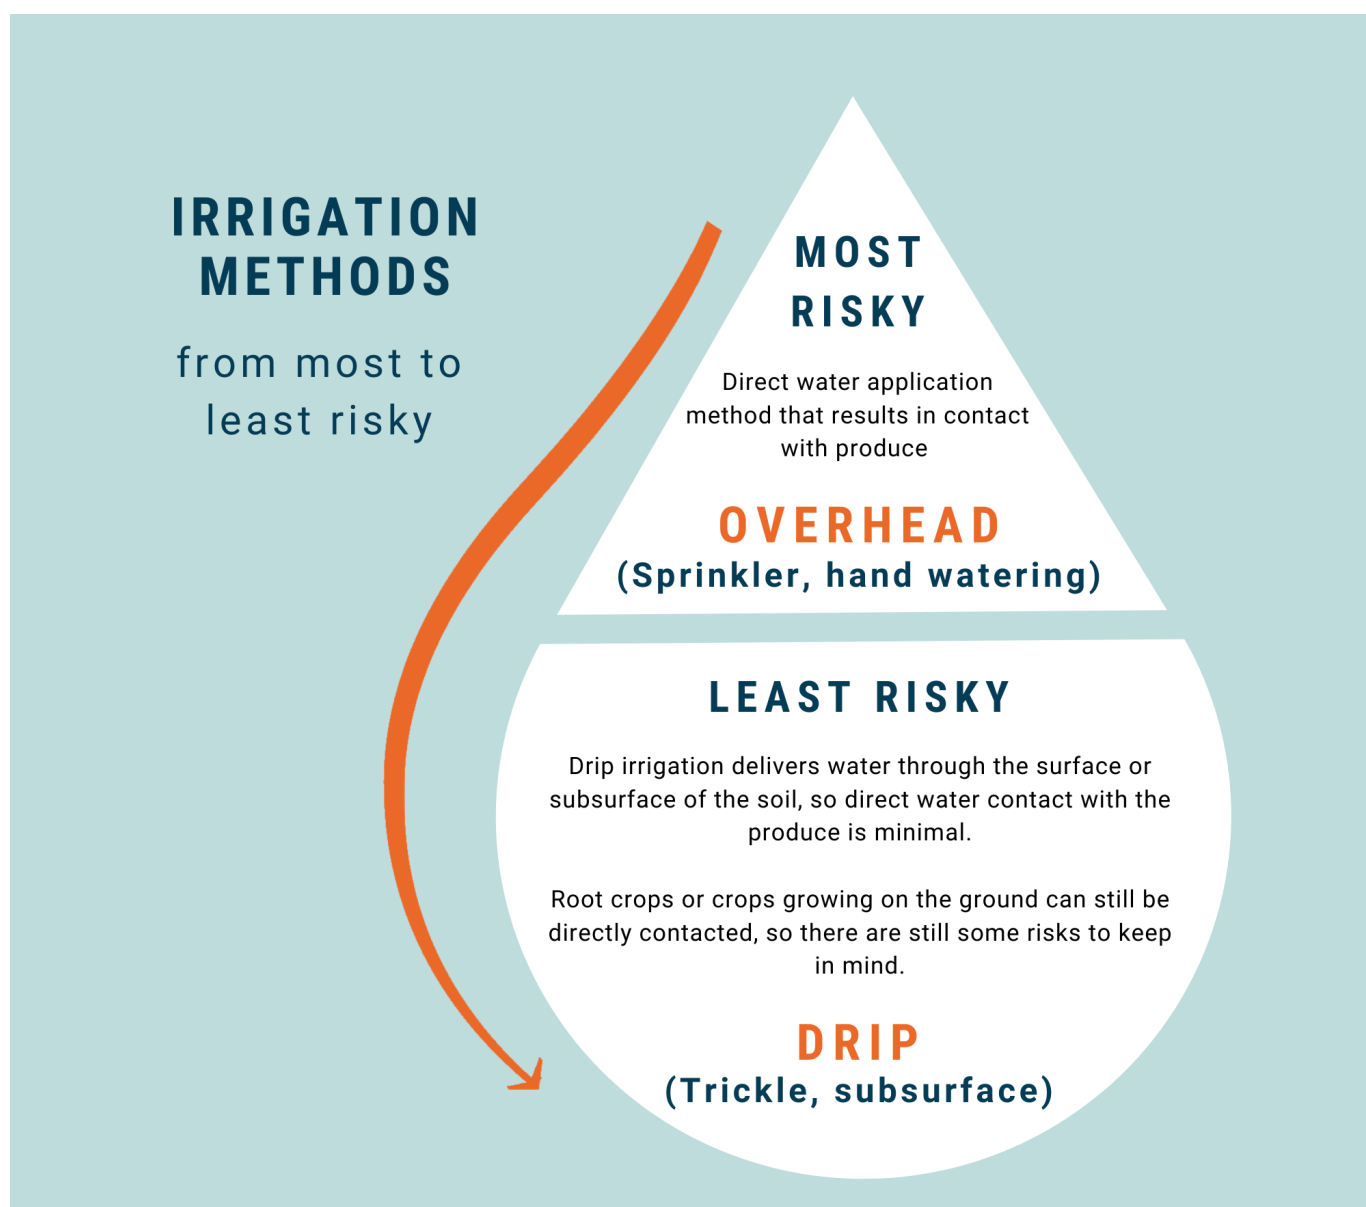 IRRIGATION
METHODS
from most to
least risky
MOST
RISKY
Direct water application
method that results in contact
with produce
OVERHEAD
(Sprinkler, hand watering)
LEAST RISKY
Drip irrigation delivers water through the surface or
subsurface of the soil, so direct water contact with the
produce is minimal.
Root crops or crops growing on the ground can still be
directly contacted, so there are still some risks to keep
in mind.
DRIP
(Trickle, subsurface)